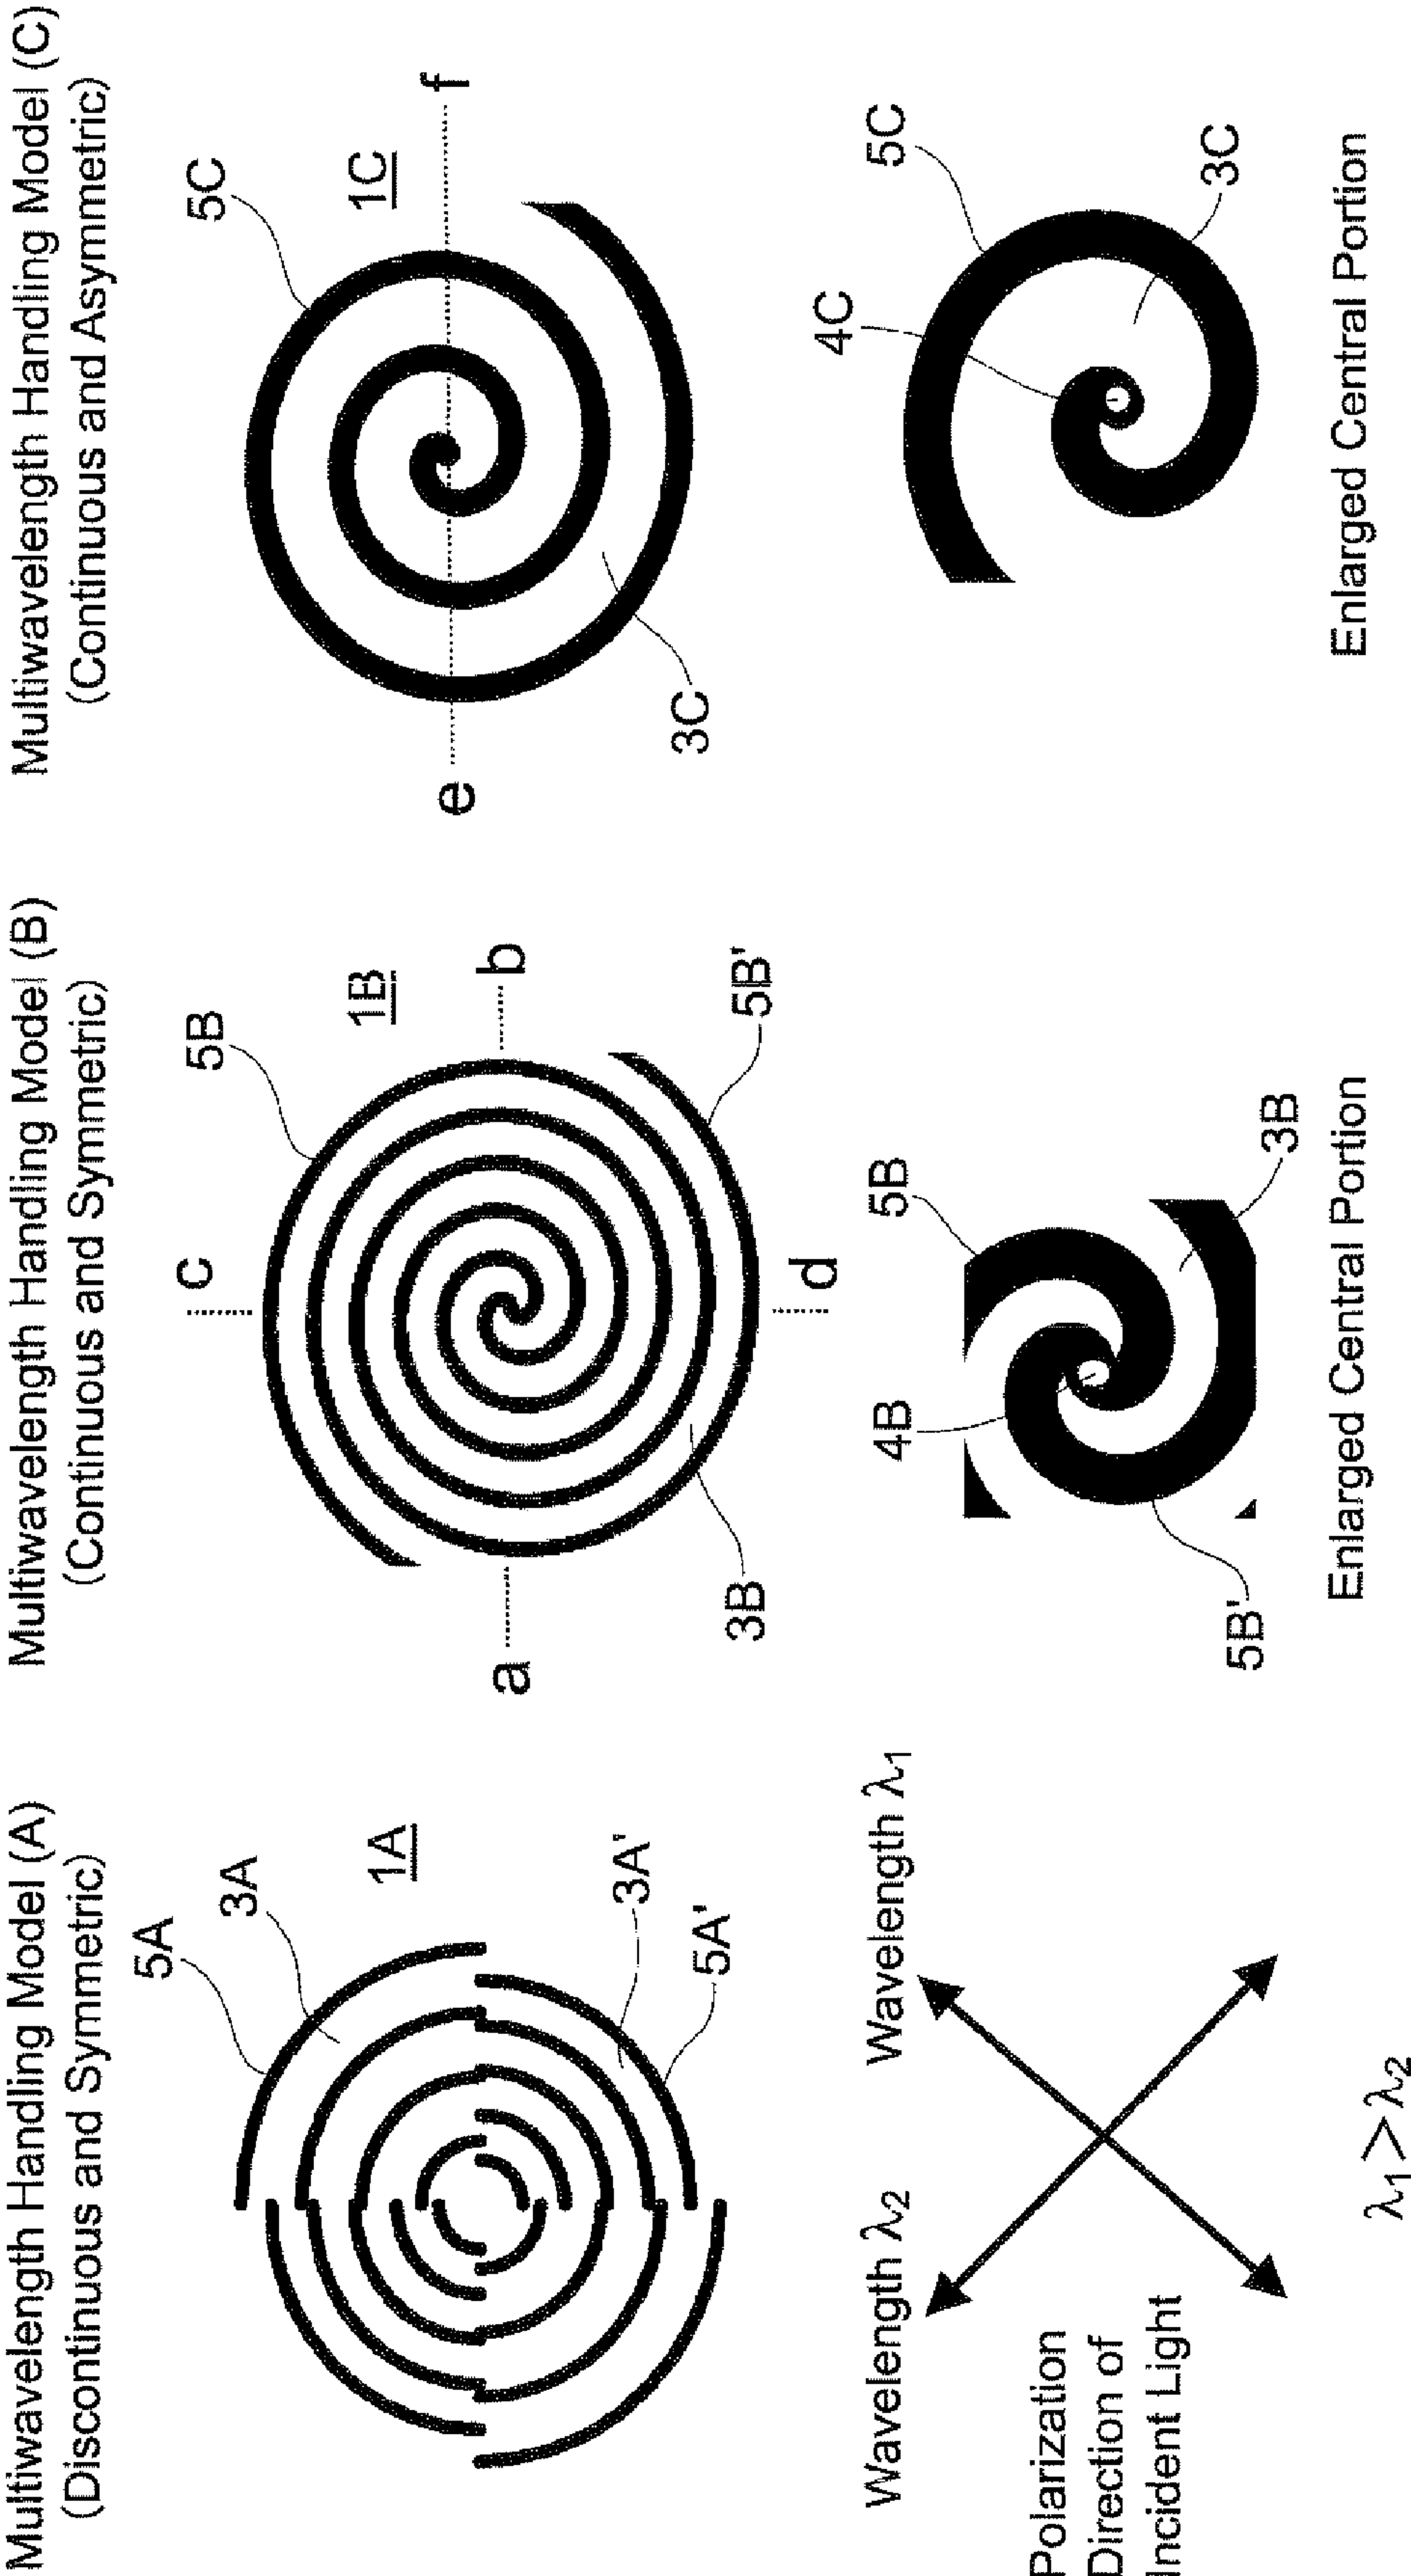 Multiwavelength Handling Model (A)
(Discontinuous and Symmetric)
5A
3A
1A
3A'
5A'
Wavelength λ2
Wavelength λ1
Polarization
Direction of
Incident Light
λ1>λ2
Multiwavelength Handling Model (B)
(Continuous and Symmetric)
5B
1B
c
a
b
d
3B
5B'
4B
5B
5B'
3B
Enlarged Central Portion
Multiwavelength Handling Model (C)
(Continuous and Asymmetric)
5C
1C
e
f
3C
4C
5C
3C
Enlarged Central Portion